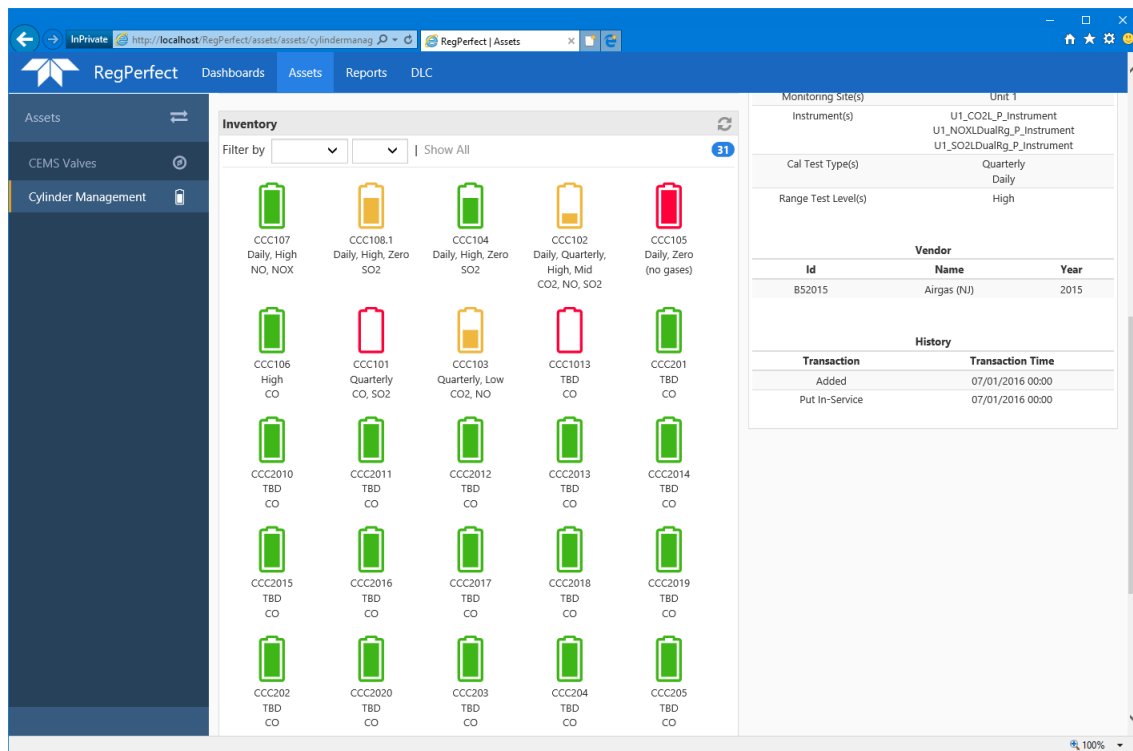 InPrivate http://localhost/RegPerfect/assets/assets/cylindermanag RegPerfect | Assets
RegPerfect Dashboards Assets Reports DLC
Assets
CEMS Valves
Cylinder Management
Inventory
Filter by | Show All 31
CCC107 CCC108.1 CCC104 CCC102 CCC105
Daily, High Daily, High, Zero Daily, High, Zero Daily, Quarterly, Daily, Zero
NO, NOX SO2 SO2 High, Mid (no gases)
CO2, NO, SO2
CCC106 CCC101 CCC103 CCC1013 CCC201
High Quarterly Quarterly, Low TBD TBD
CO CO, SO2 CO2, NO CO CO
CCC2010 CCC2011 CCC2012 CCC2013 CCC2014
TBD TBD TBD TBD TBD
CO CO CO CO CO
CCC2015 CCC2016 CCC2017 CCC2018 CCC2019
TBD TBD TBD TBD TBD
CO CO CO CO CO
CCC202 CCC2020 CCC203 CCC204 CCC205
TBD TBD TBD TBD TBD
CO CO CO CO CO
Monitoring Site(s) Unit 1
Instrument(s) U1_CO2L_P_Instrument
U1_NOXLDualRg_P_Instrument
U1_SO2LDualRg_P_Instrument
Cal Test Type(s) Quarterly
Daily
Range Test Level(s) High
Vendor
Id Name Year
B52015 Airgas (NJ) 2015
History
Transaction Transaction Time
Added 07/01/2016 00:00
Put In-Service 07/01/2016 00:00
100%